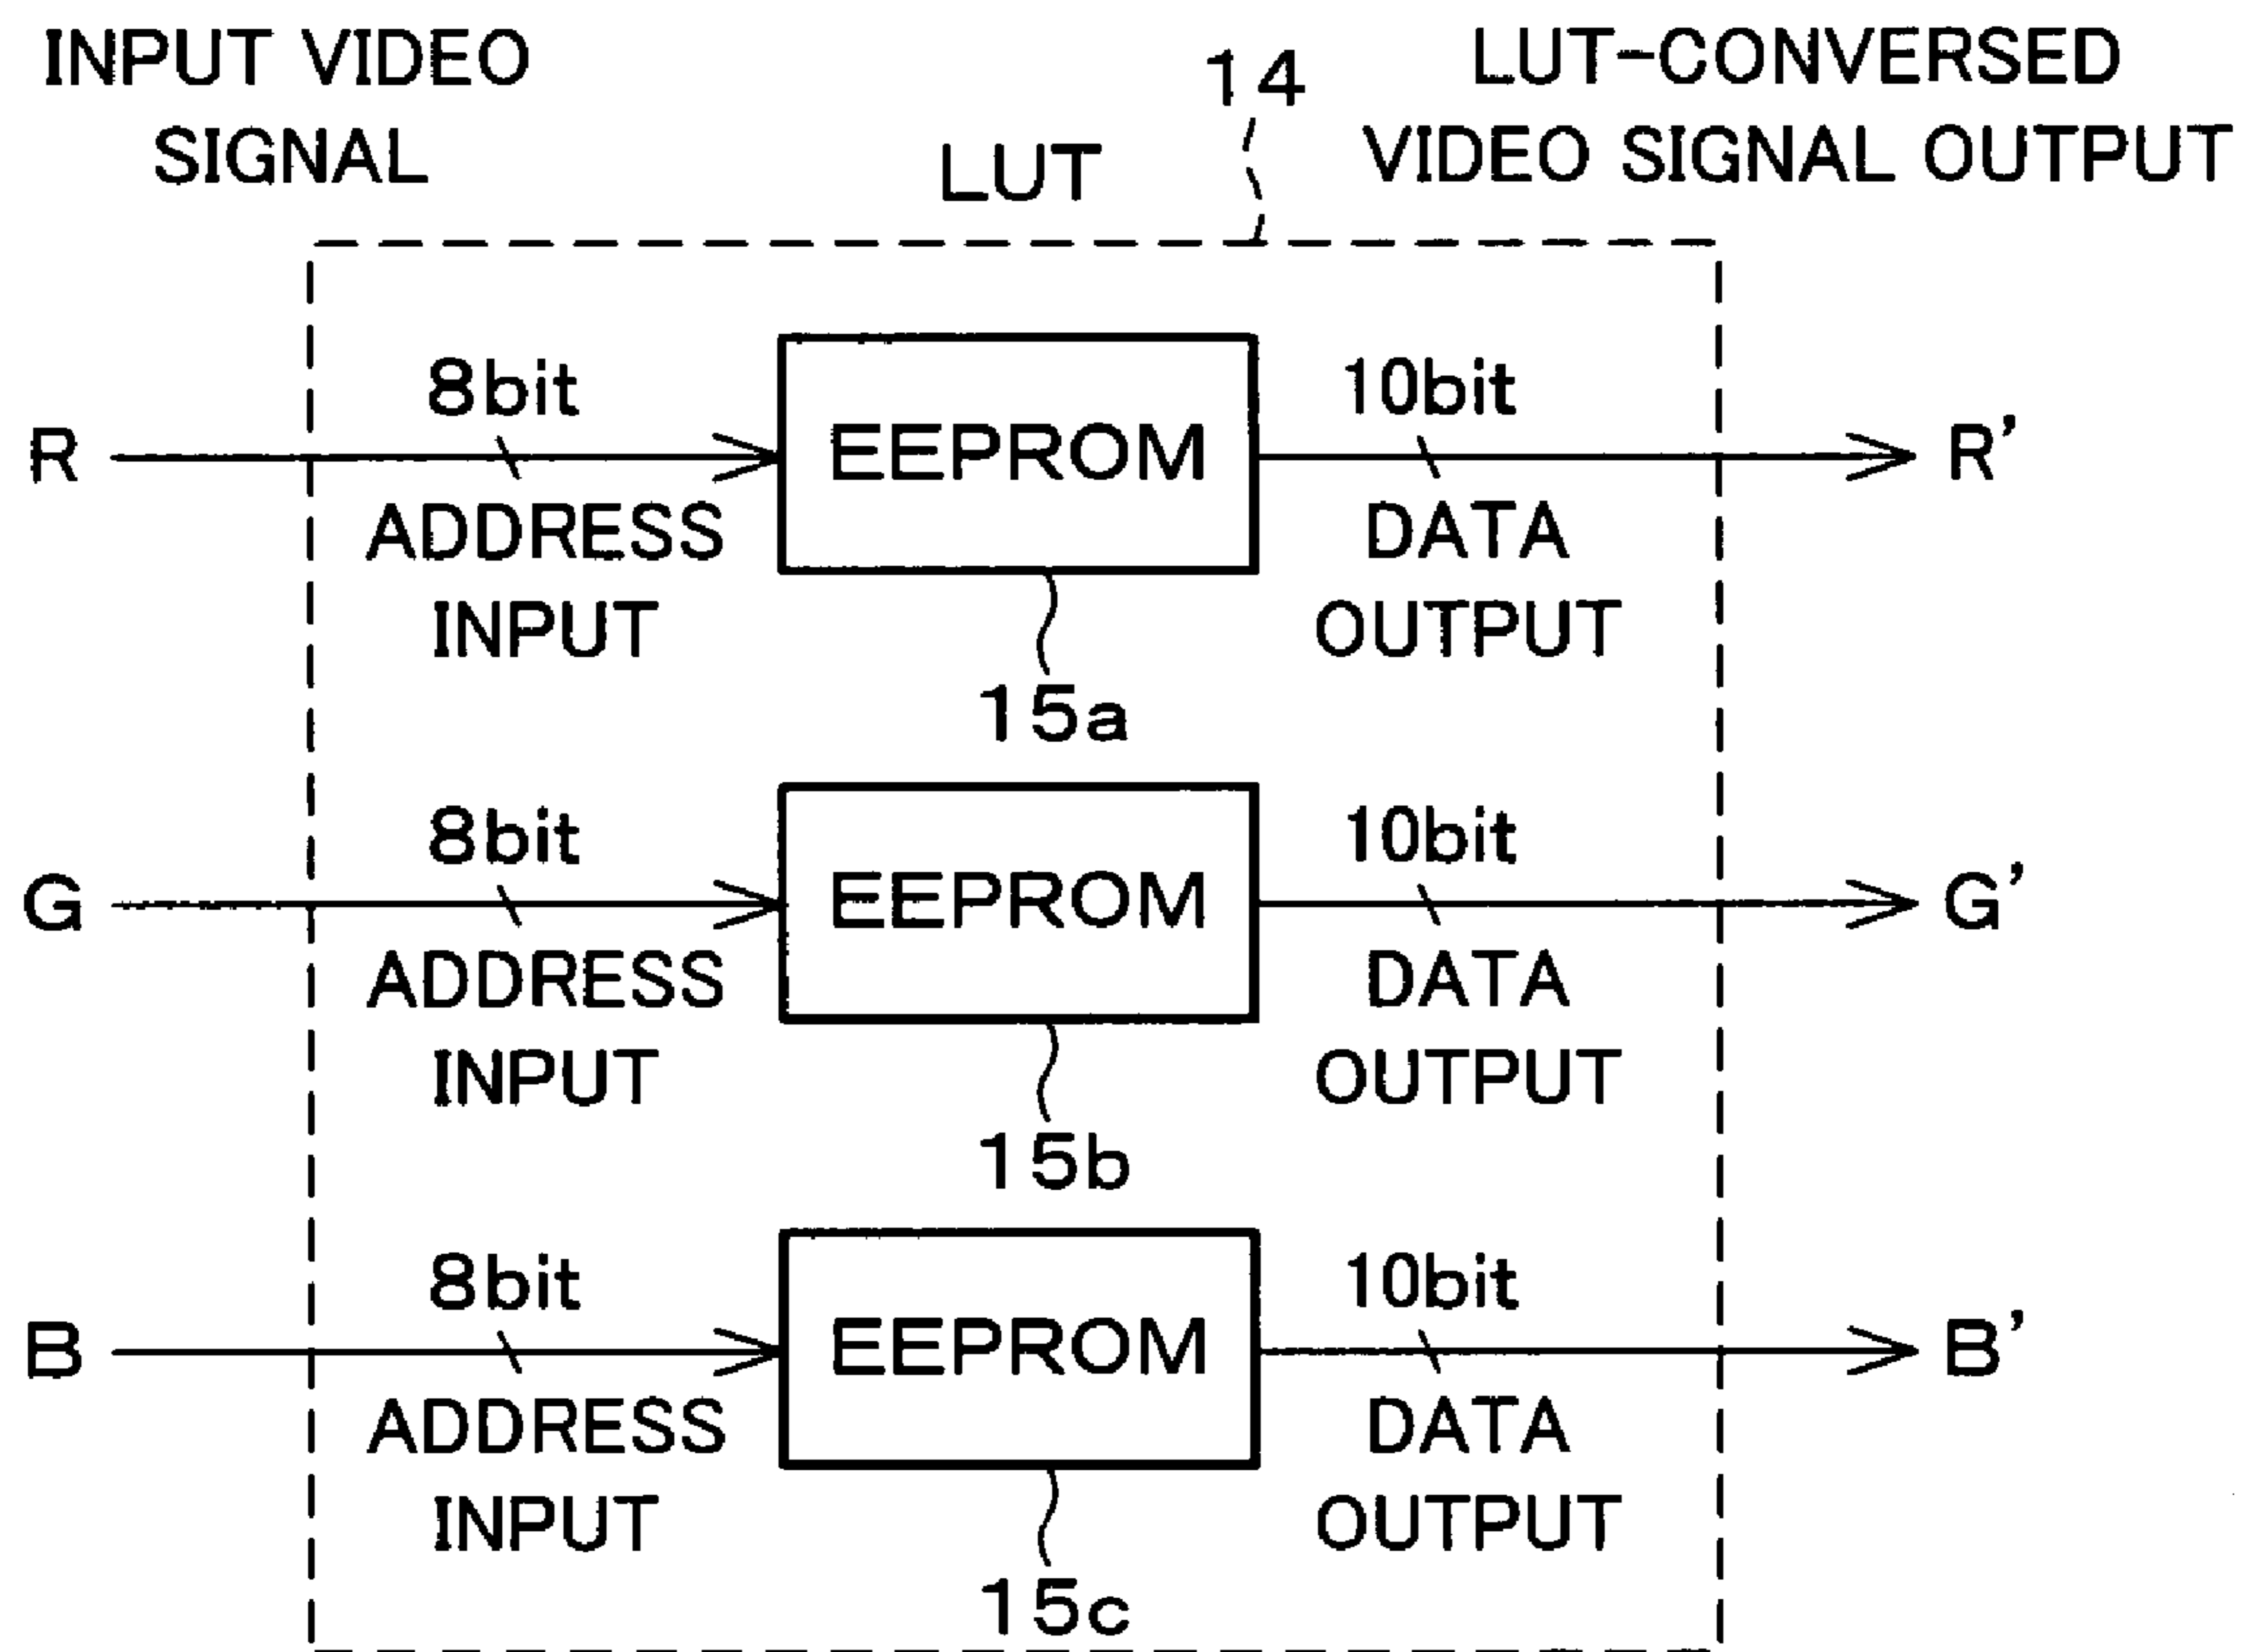 INPUT VIDEO
SIGNAL
LUT
14
LUT-CONVERSED
VIDEO SIGNAL OUTPUT
R
8bit
ADDRESS
INPUT
EEPROM
15a
10bit
DATA
OUTPUT
R'
G
8bit
ADDRESS
INPUT
EEPROM
15b
10bit
DATA
OUTPUT
G'
B
8bit
ADDRESS
INPUT
EEPROM
15c
10bit
DATA
OUTPUT
B'